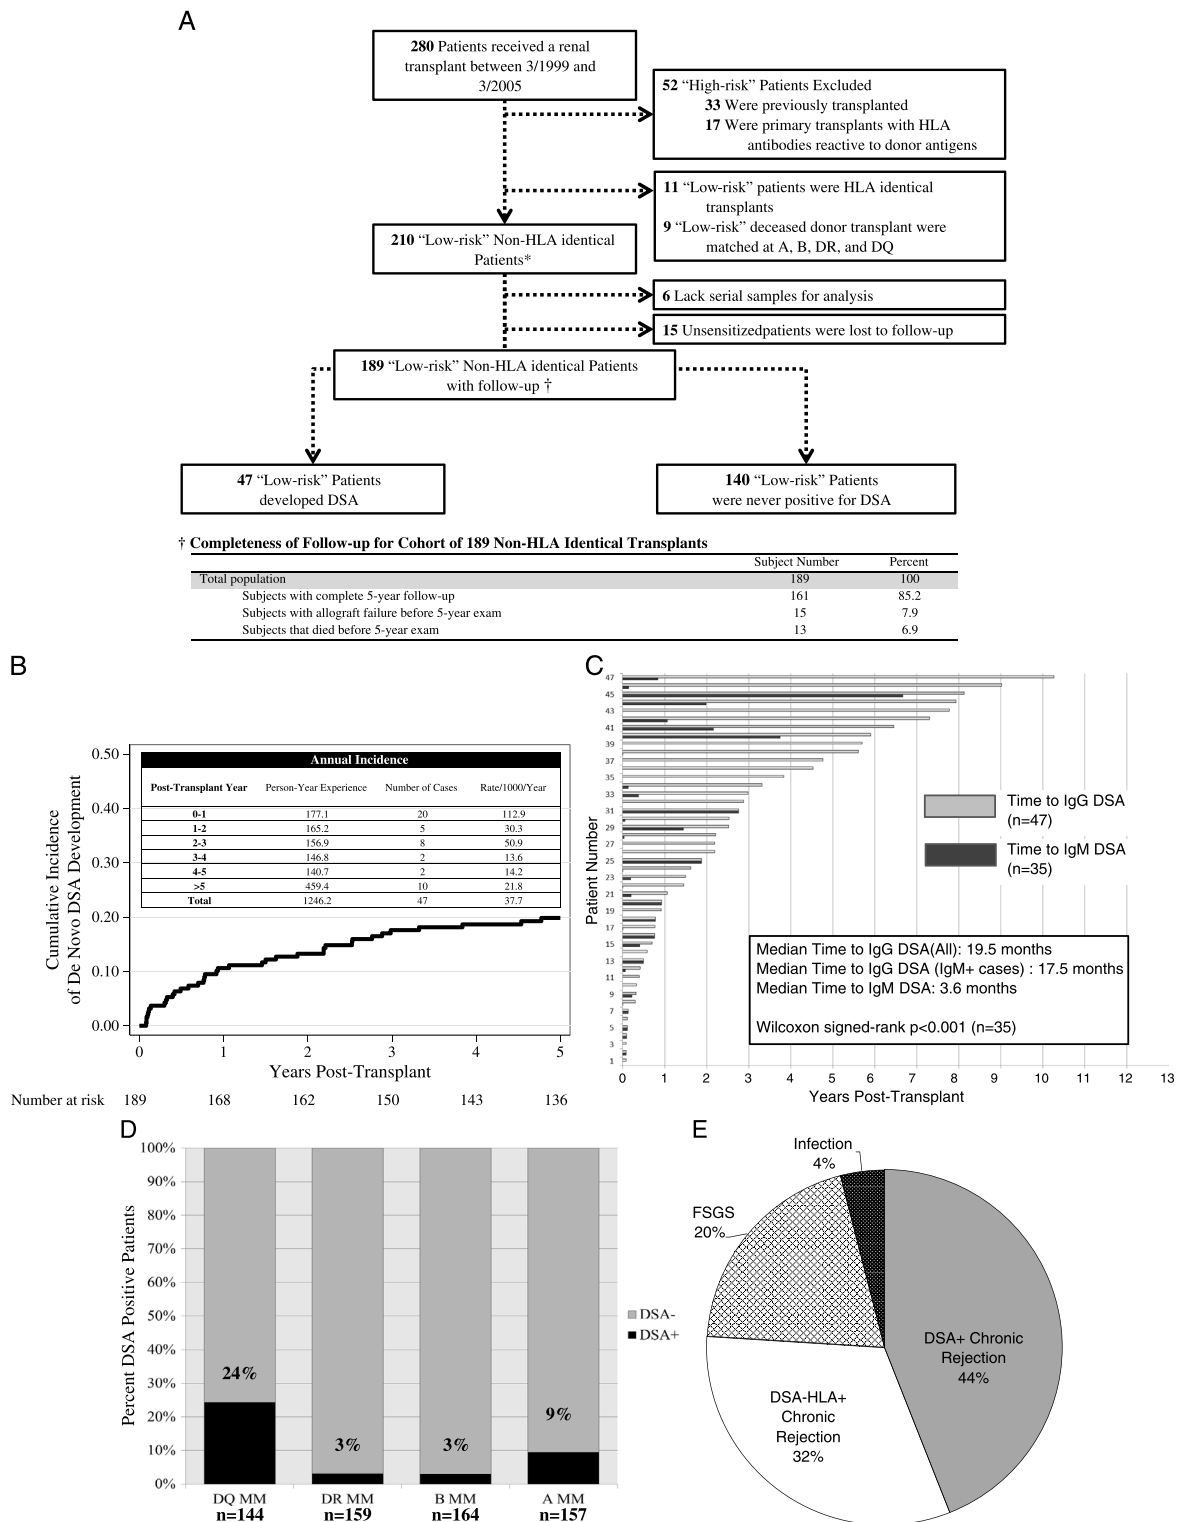 A
280 Patients received a renal
transplant between 3/1999 and
3/2005
52 “High-risk” Patients Excluded
33 Were previously transplanted
17 Were primary transplants with HLA
antibodies reactive to donor antigens
11 “Low-risk” patients were HLA identical
transplants
9 “Low-risk” deceased donor transplant were
matched at A, B, DR, and DQ
210 “Low-risk” Non-HLA identical
Patients*
6 Lack serial samples for analysis
15 Unsensitizedpatients were lost to follow-up
189 “Low-risk” Non-HLA identical Patients
with follow-up †
47 “Low-risk” Patients
developed DSA
140 “Low-risk” Patients
were never positive for DSA
† Completeness of Follow-up for Cohort of 189 Non-HLA Identical Transplants
Subject Number Percent
Total population 189 100
Subjects with complete 5-year follow-up 161 85.2
Subjects with allograft failure before 5-year exam 15 7.9
Subjects that died before 5-year exam 13 6.9
B
Cumulative Incidence
of De Novo DSA Development
0.50
0.40
0.30
0.20
0.10
0.00
Annual Incidence
Post-Transplant Year Person-Year Experience Number of Cases Rate/1000/Year
0-1 177.1 20 112.9
1-2 165.2 5 30.3
2-3 156.9 8 50.9
3-4 146.8 2 13.6
4-5 140.7 2 14.2
>5 459.4 10 21.8
Total 1246.2 47 37.7
0 1 2 3 4 5
Years Post-Transplant
Number at risk 189 168 162 150 143 136
C
Patient Number
47
45
43
41
39
37
35
33
31
29
27
25
23
21
19
17
15
13
11
9
7
5
3
1
Time to IgG DSA
(n=47)
Time to IgM DSA
(n=35)
Median Time to IgG DSA(All): 19.5 months
Median Time to IgG DSA (IgM+ cases) : 17.5 months
Median Time to IgM DSA: 3.6 months
Wilcoxon signed-rank p<0.001 (n=35)
0 1 2 3 4 5 6 7 8 9 10 11 12 13
Years Post-Transplant
D
Percent DSA Positive Patients
100%
90%
80%
70%
60%
50%
40%
30%
20%
10%
0%
24%
3%
3%
9%
DSA-
DSA+
DQ MM DR MM B MM A MM
n=144 n=159 n=164 n=157
E
Infection
4%
FSGS
20%
DSA+ Chronic
Rejection
44%
DSA-HLA+
Chronic
Rejection
32%